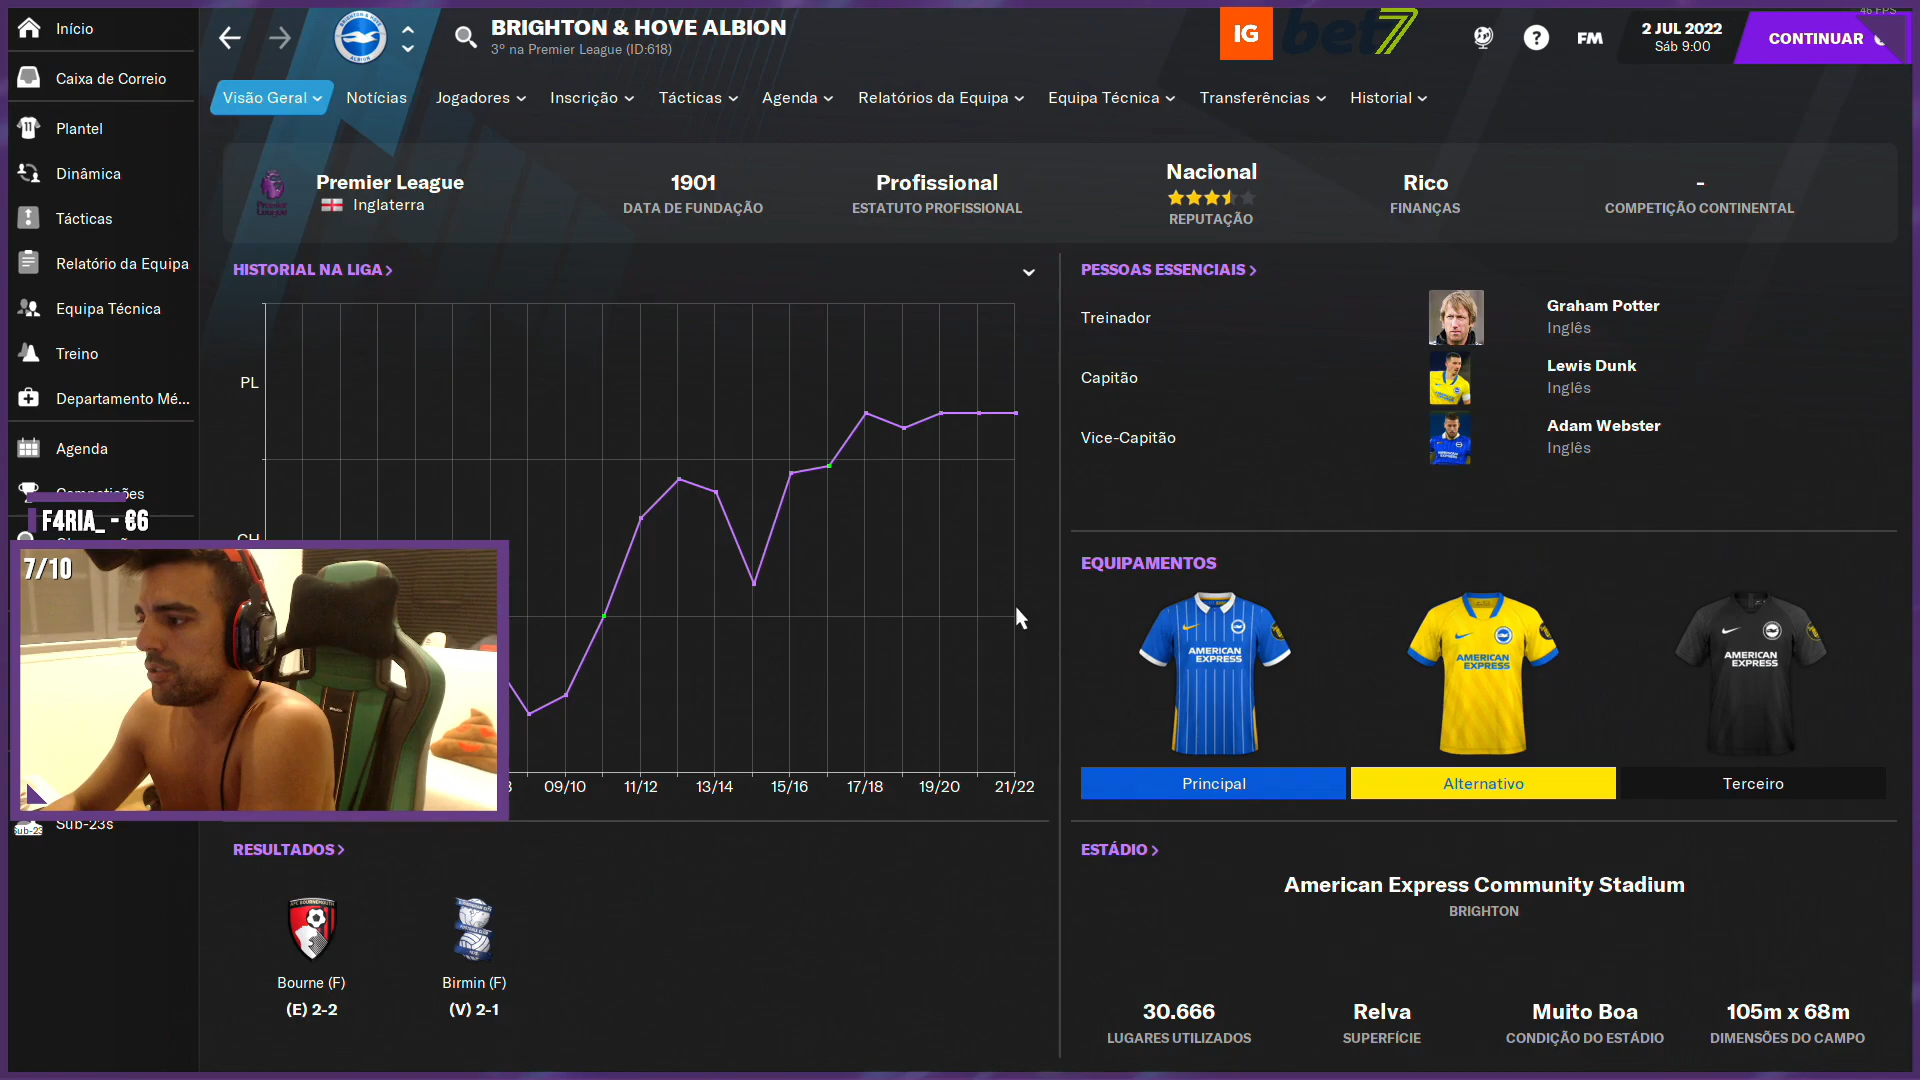 46 FPS
Início
Caixa de Correio
Plantel
Dinâmica
Tácticas
Relatório da Equipa
Equipa Técnica
Treino
Departamento Mé...
Agenda
Competições
F4RIA_ - €6
CH
7/10
Sub-23
Sub-23s
BRIGHTON & HOVE ALBION
3º na Premier League (ID:618)
IG
bet7
FM
2 JUL 2022
Sáb 9:00
CONTINUAR
Visão Geral
Notícias
Jogadores
Inscrição
Tácticas
Agenda
Relatórios da Equipa
Equipa Técnica
Transferências
Historial
Premier League
Inglaterra
1901
DATA DE FUNDAÇÃO
Profissional
ESTATUTO PROFISSIONAL
Nacional
REPUTAÇÃO
Rico
FINANÇAS
-
COMPETIÇÃO CONTINENTAL
HISTORIAL NA LIGA
PL
09/10
11/12
13/14
15/16
17/18
19/20
21/22
PESSOAS ESSENCIAIS
Treinador
Graham Potter
Inglês
Capitão
Lewis Dunk
Inglês
Vice-Capitão
Adam Webster
Inglês
EQUIPAMENTOS
AMERICAN EXPRESS
AMERICAN EXPRESS
AMERICAN EXPRESS
Principal
Alternativo
Terceiro
RESULTADOS
Bourne (F)
(E) 2-2
Birmin (F)
(V) 2-1
ESTÁDIO
American Express Community Stadium
BRIGHTON
30.666
LUGARES UTILIZADOS
Relva
SUPERFÍCIE
Muito Boa
CONDIÇÃO DO ESTÁDIO
105m x 68m
DIMENSÕES DO CAMPO